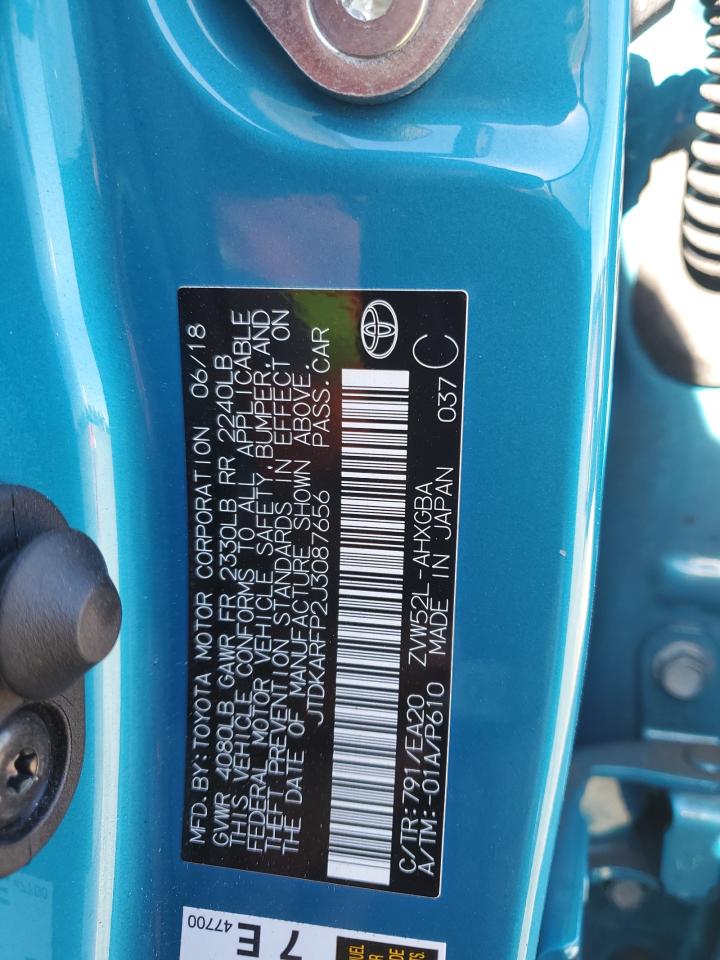 MFD. BY: TOYOTA MOTOR CORPORATION 06/18
GVWR 4080LB GAWR FR 2330LB RR 2240LB
THIS VEHICLE CONFORMS TO ALL APPLICABLE
FEDERAL MOTOR VEHICLE SAFETY, BUMPER, AND
THEFT PREVENTION STANDARDS IN EFFECT ON
THE DATE OF MANUFACTURE SHOWN ABOVE.
JTDKARFP2J3087656 PASS. CAR
C/TR: 791/EA20 ZVW52L-AHXGBA 037 C
A/TM: -01A/P610 MADE IN JAPAN
47700
7 E